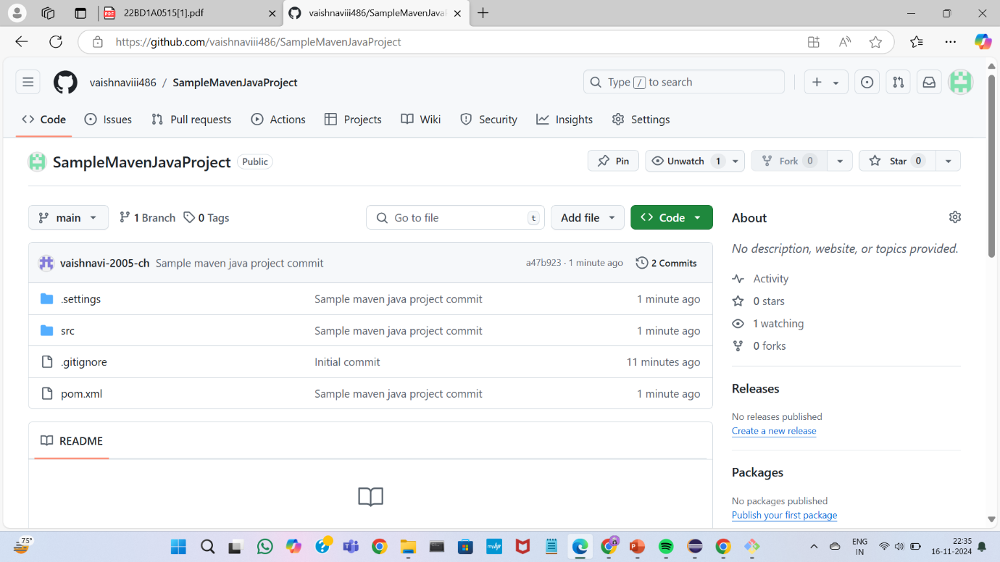 22BD1A0515[1].pdf
vaishnaviii486/SampleMavenJava
https://github.com/vaishnaviii486/SampleMavenJavaProject
vaishnaviii486 / SampleMavenJavaProject
Type / to search
Code
Issues
Pull requests
Actions
Projects
Wiki
Security
Insights
Settings
SampleMavenJavaProject Public
Pin
Unwatch 1
Fork 0
Star 0
main
1 Branch
0 Tags
Go to file t
Add file
Code
vaishnavi-2005-ch Sample maven java project commit a47b923 · 1 minute ago 2 Commits
.settings Sample maven java project commit 1 minute ago
src Sample maven java project commit 1 minute ago
.gitignore Initial commit 11 minutes ago
pom.xml Sample maven java project commit 1 minute ago
README
About
No description, website, or topics provided.
Activity
0 stars
1 watching
0 forks
Releases
No releases published
Create a new release
Packages
No packages published
Publish your first package
75°
ENG
IN
22:35
16-11-2024